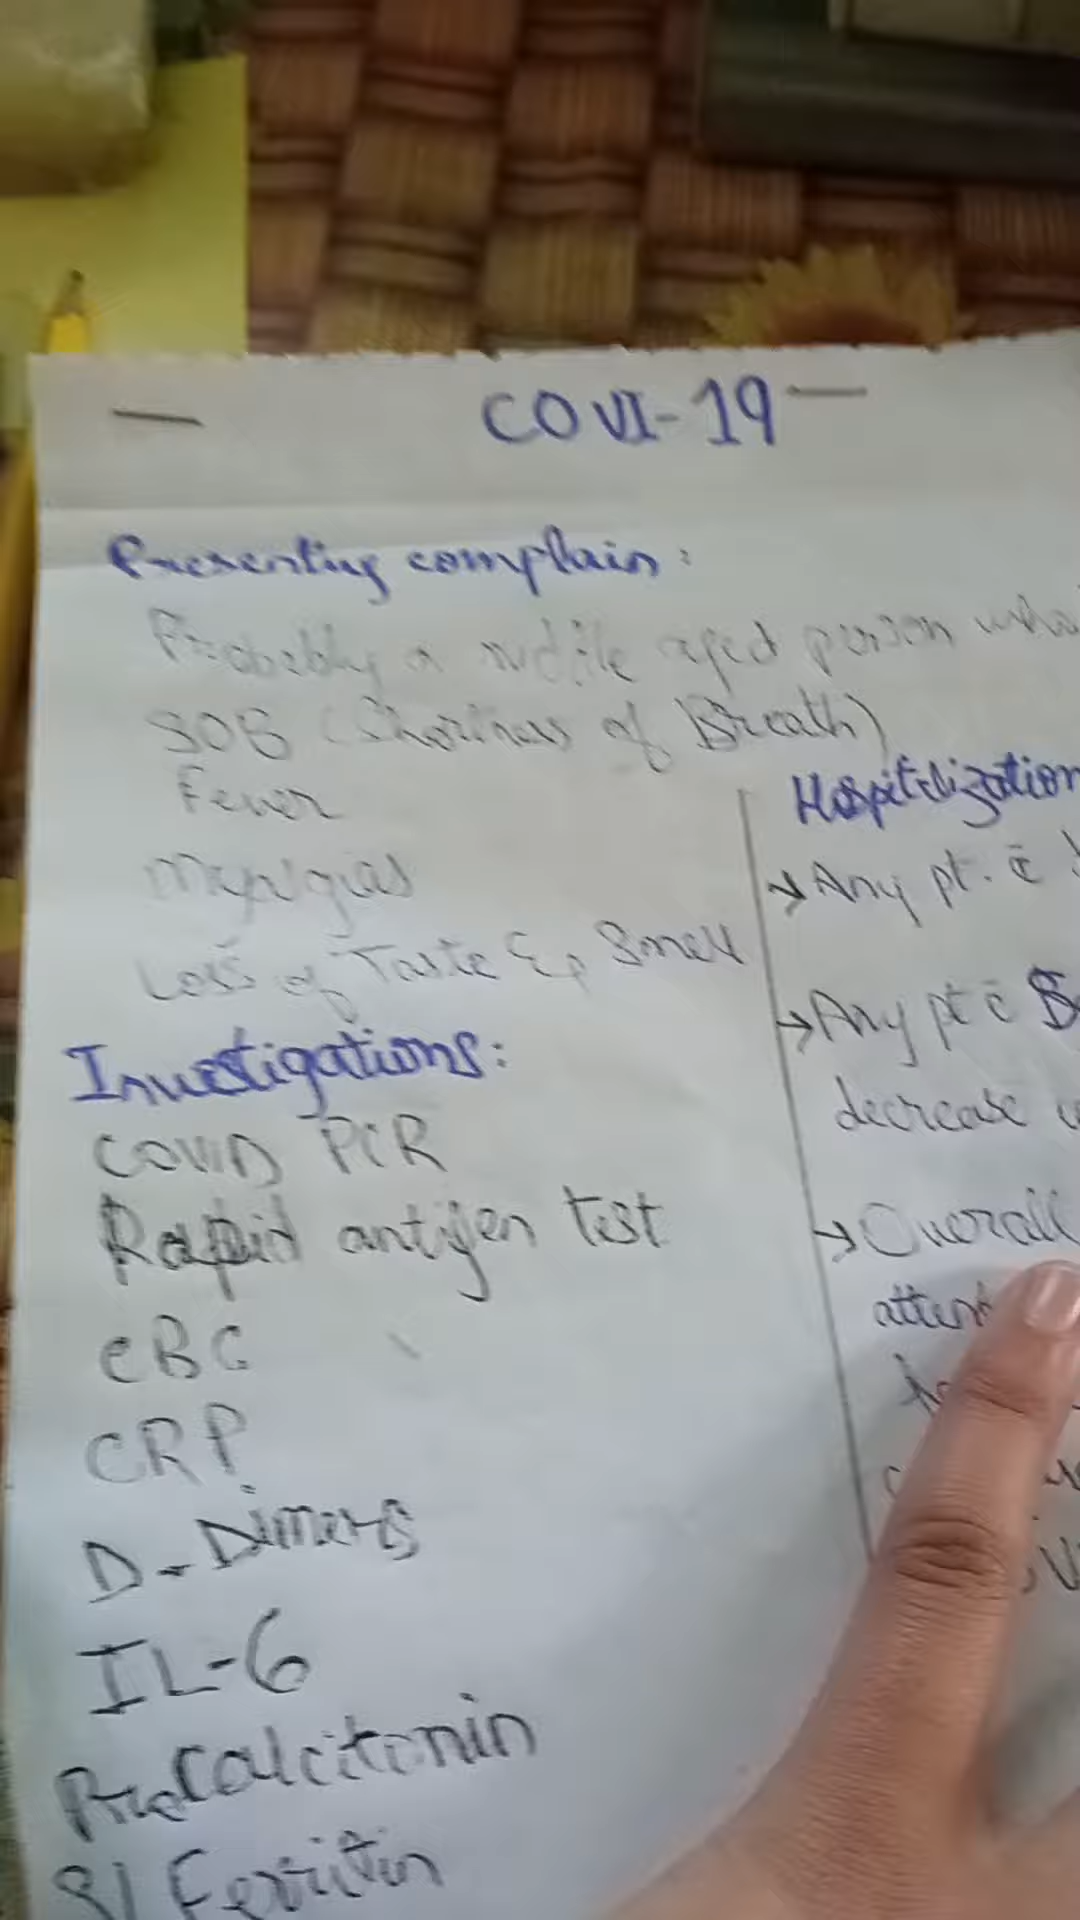 — COVI-19 —
Presenting complain:
Probably a middle aged person
SOB (Shortness of Breath)
Fever
Myalgias
Loss of Taste & Smell
Investigations:
COVID PCR
Rapid antigen test
CBC
CRP
D-Dimers
IL-6
Procalcitonin
S/ Ferritin
Hospitalization
→ Any pt. c̄
→ Any pt c̄
decrease
→ Overall